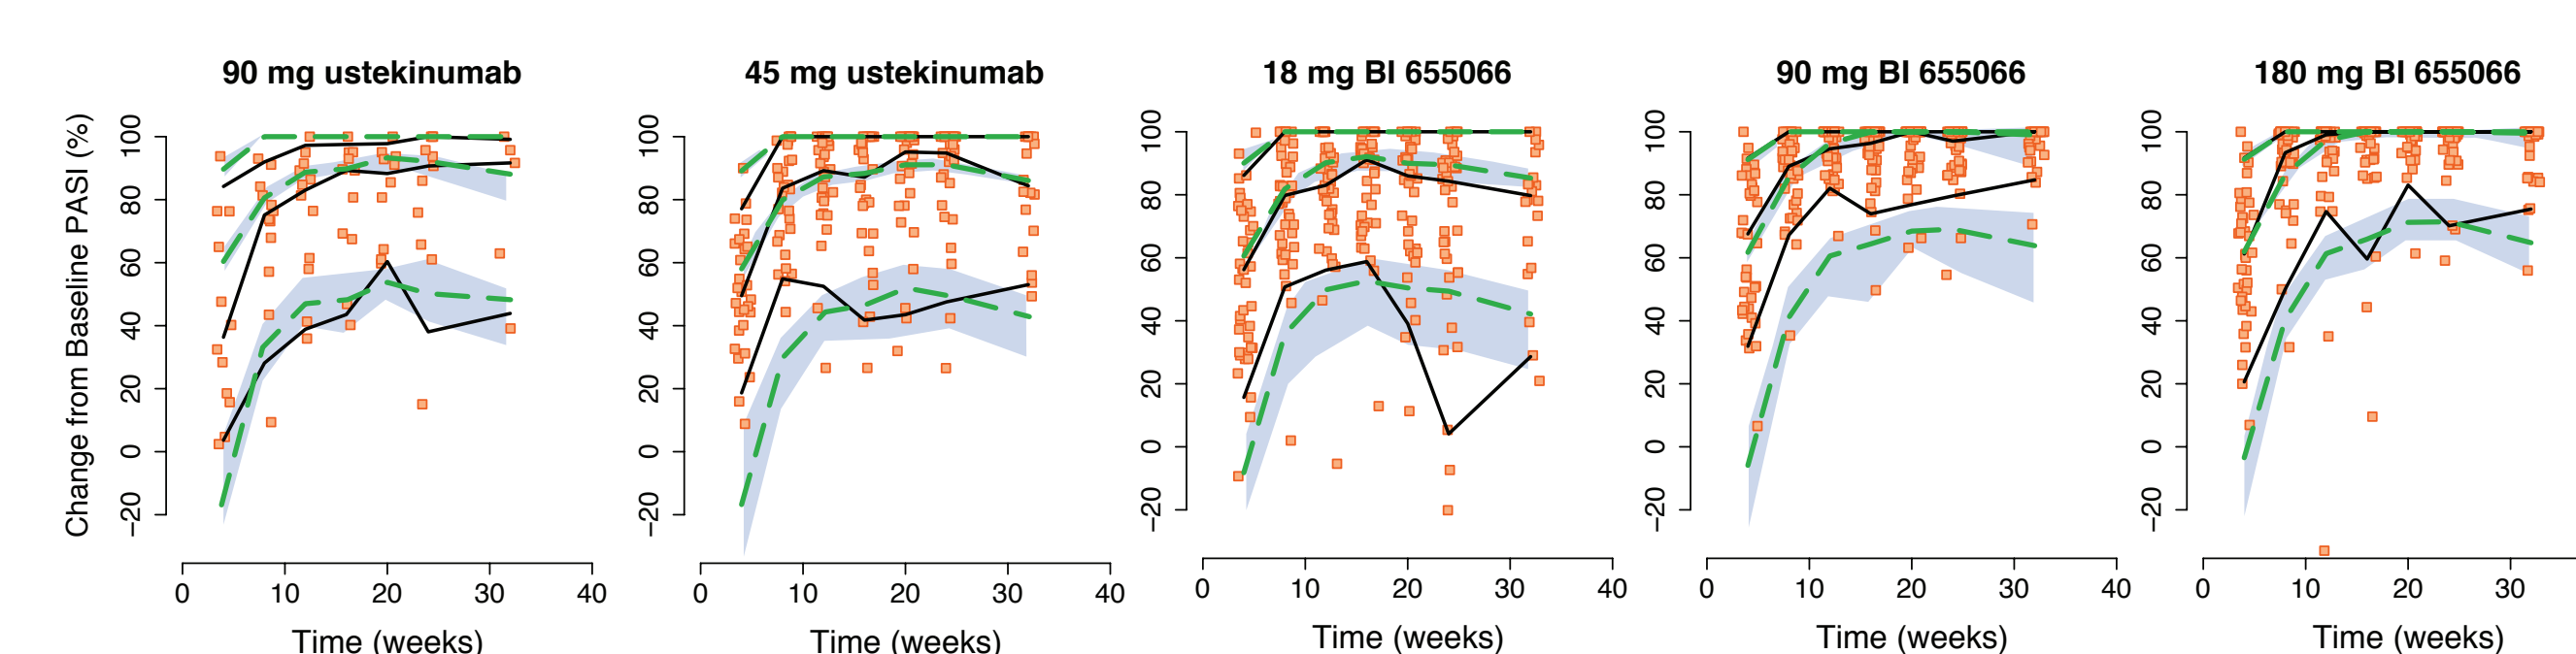 90 mg ustekinumab
45 mg ustekinumab
18 mg BI 655066
90 mg BI 655066
180 mg BI 655066
Change from Baseline PASI (%)
100
80
60
40
20
0
−20
0 10 20 30 40
Time (weeks)
100
80
60
40
20
0
−20
0 10 20 30 40
Time (weeks)
100
80
60
40
20
0
−20
0 10 20 30 40
Time (weeks)
100
80
60
40
20
0
−20
0 10 20 30 40
Time (weeks)
100
80
60
40
20
0
−20
0 10 20 30
Time (weeks)